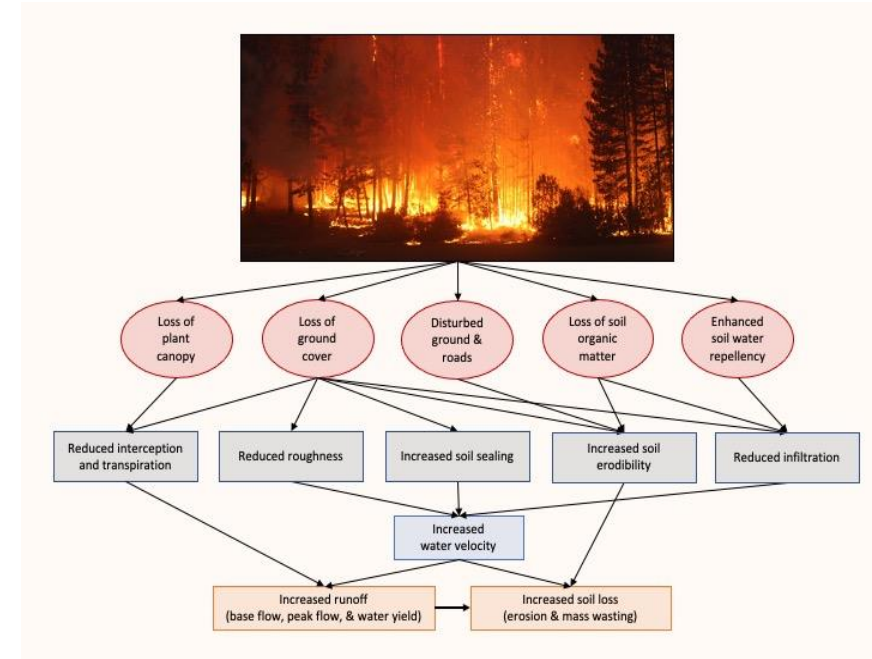 Loss of
plant
canopy
Loss of
ground
cover
Disturbed
ground &
roads
Loss of soil
organic
matter
Enhanced
soil water
repellency
Reduced interception
and transpiration
Reduced roughness
Increased soil sealing
Increased soil
erodibility
Reduced infiltration
Increased
water velocity
Increased runoff
(base flow, peak flow, & water yield)
Increased soil loss
(erosion & mass wasting)